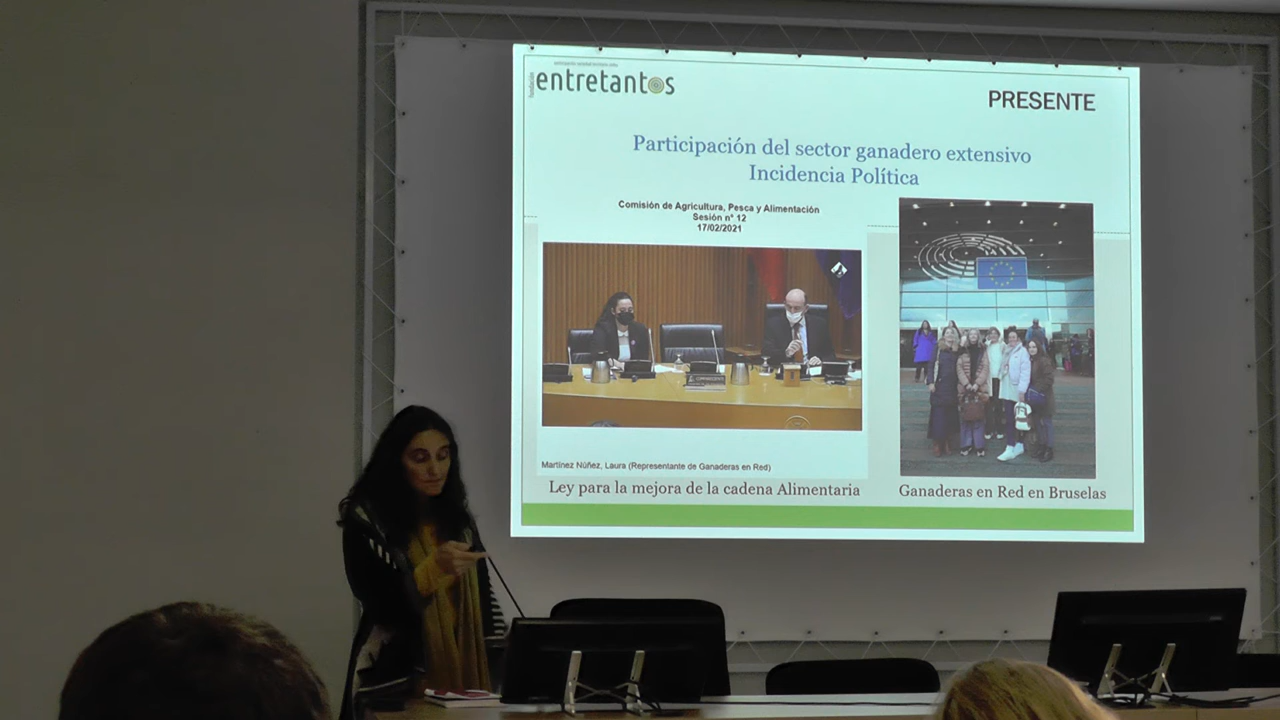 fundación
entretantos
PRESENTE
Participación del sector ganadero extensivo
Incidencia Política
Comisión de Agricultura, Pesca y Alimentación
Sesión nº 12
17/02/2021
Martínez Núñez, Laura (Representante de Ganaderas en Red)
Ley para la mejora de la cadena Alimentaria
Ganaderas en Red en Bruselas